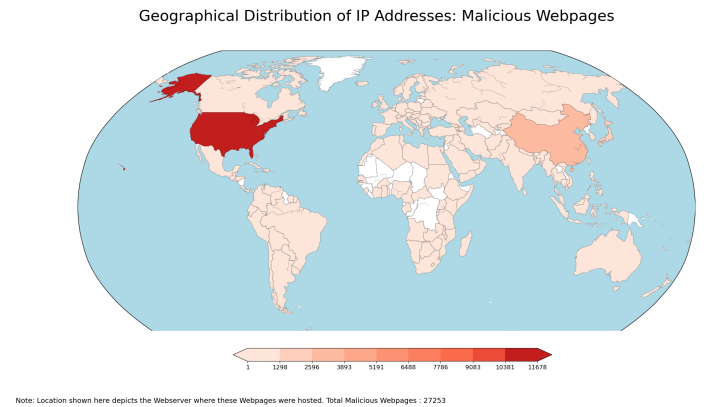 Geographical Distribution of IP Addresses: Malicious Webpages
1 1298 2596 3893 5191 6488 7786 9083 10381 11678
Note: Location shown here depicts the Webserver where these Webpages were hosted. Total Malicious Webpages : 27253